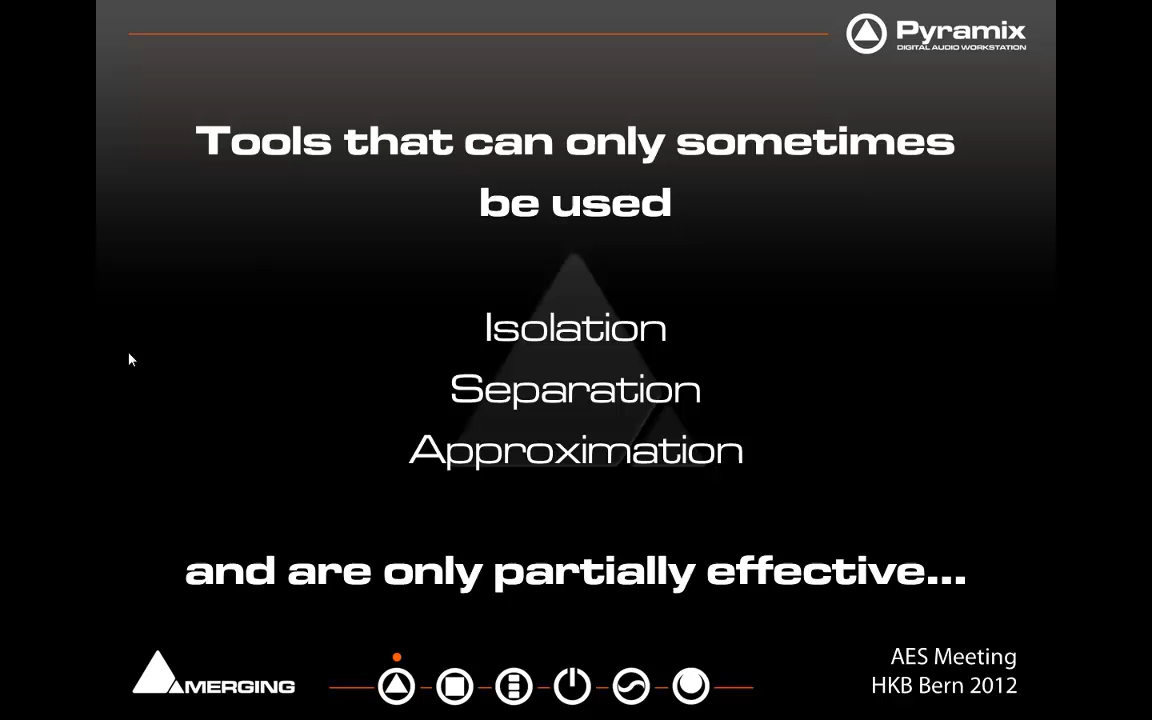 Pyramix
DIGITAL AUDIO WORKSTATION
Tools that can only sometimes
be used
Isolation
Separation
Approximation
and are only partially effective...
MERGING
AES Meeting
HKB Bern 2012